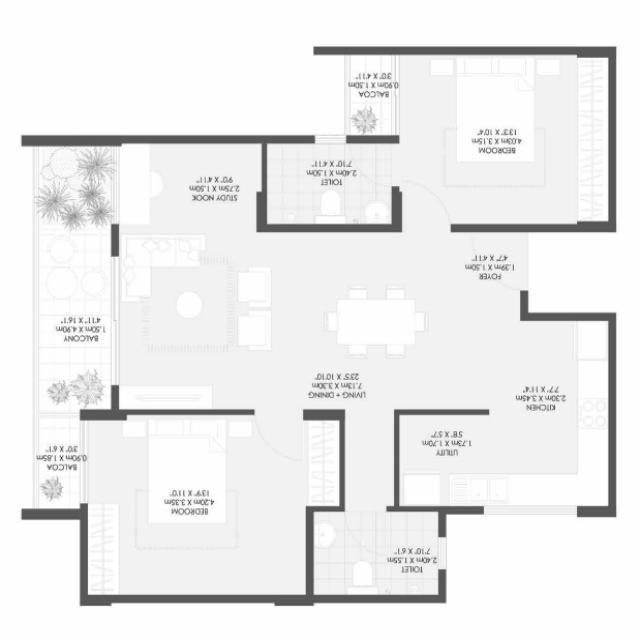 TOILET
2.40m X 1.55m
7'10" X 6'1"
BEDROOM
4.20m X 3.35m
13'9" X 11'0"
BALCOA
0.90m X 1.85m
3'0" X 6'1"
UTILITY
1.73m X 1.70m
5'8" X 5'7"
KITCHEN
2.30m X 3.45m
7'7" X 11'4"
LIVING + DINING
7.13m X 3.30m
23'5" X 10'10"
BALCONY
1.50m X 4.90m
4'11" X 16'1"
FOYER
1.39m X 1.50m
4'7" X 4'11"
STUDY NOOK
2.75m X 1.50m
9'0" X 4'11"
TOILET
2.40m X 1.50m
7'10" X 4'11"
BEDROOM
4.03m X 3.15m
13'3" X 10'4"
BALCOA
0.90m X 1.50m
3'0" X 4'11"